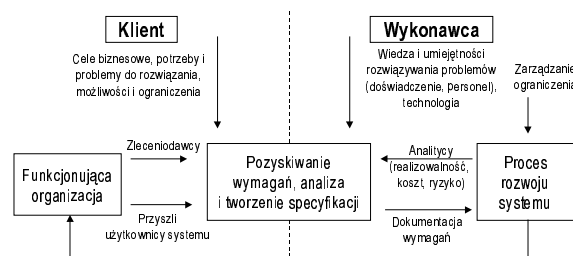 Klient
Wykonawca
Cele biznesowe, potrzeby i
problemy do rozwiązania,
możliwości i ograniczenia
Wiedza i umiejętności
rozwiązywania problemów
(doświadczenie, personel),
technologia
Zarządzanie
ograniczenia
Zleceniodawcy
Funkcjonująca
organizacja
Przyszli
użytkownicy systemu
Pozyskiwanie
wymagań, analiza
i tworzenie specyfikacji
Analitycy
(realizowalność,
koszt, ryzyko)
Dokumentacja
wymagań
Proces
rozwoju
systemu